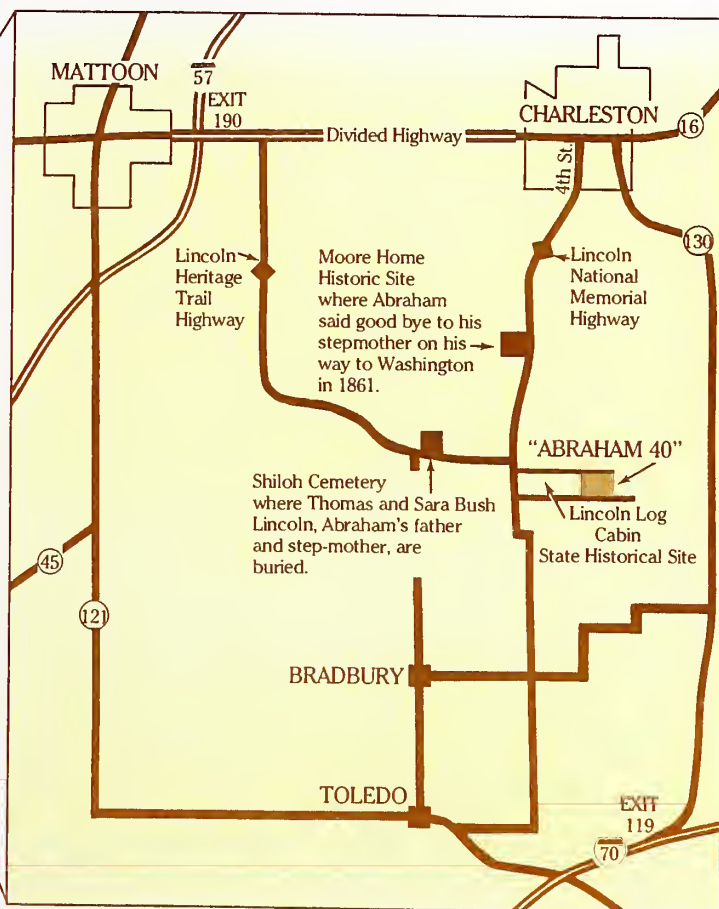 MATTOON
57
EXIT
190
CHARLESTON
16
Divided Highway
4th St.
130
Lincoln
Heritage
Trail
Highway
Moore Home
Historic Site
where Abraham
said good bye to his
stepmother on his
way to Washington
in 1861.
Lincoln
National
Memorial
Highway
"ABRAHAM 40"
Shiloh Cemetery
where Thomas and Sara Bush
Lincoln, Abraham's father
and step-mother, are
buried.
Lincoln Log
Cabin
State Historical Site
45
121
BRADBURY
TOLEDO
EXIT
119
70